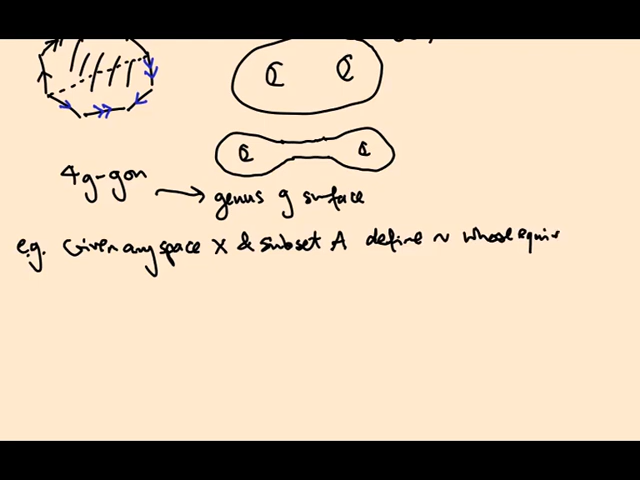 4g-gon
genus g surface
e.g. Given any space X & subset A define ~ whose equiv